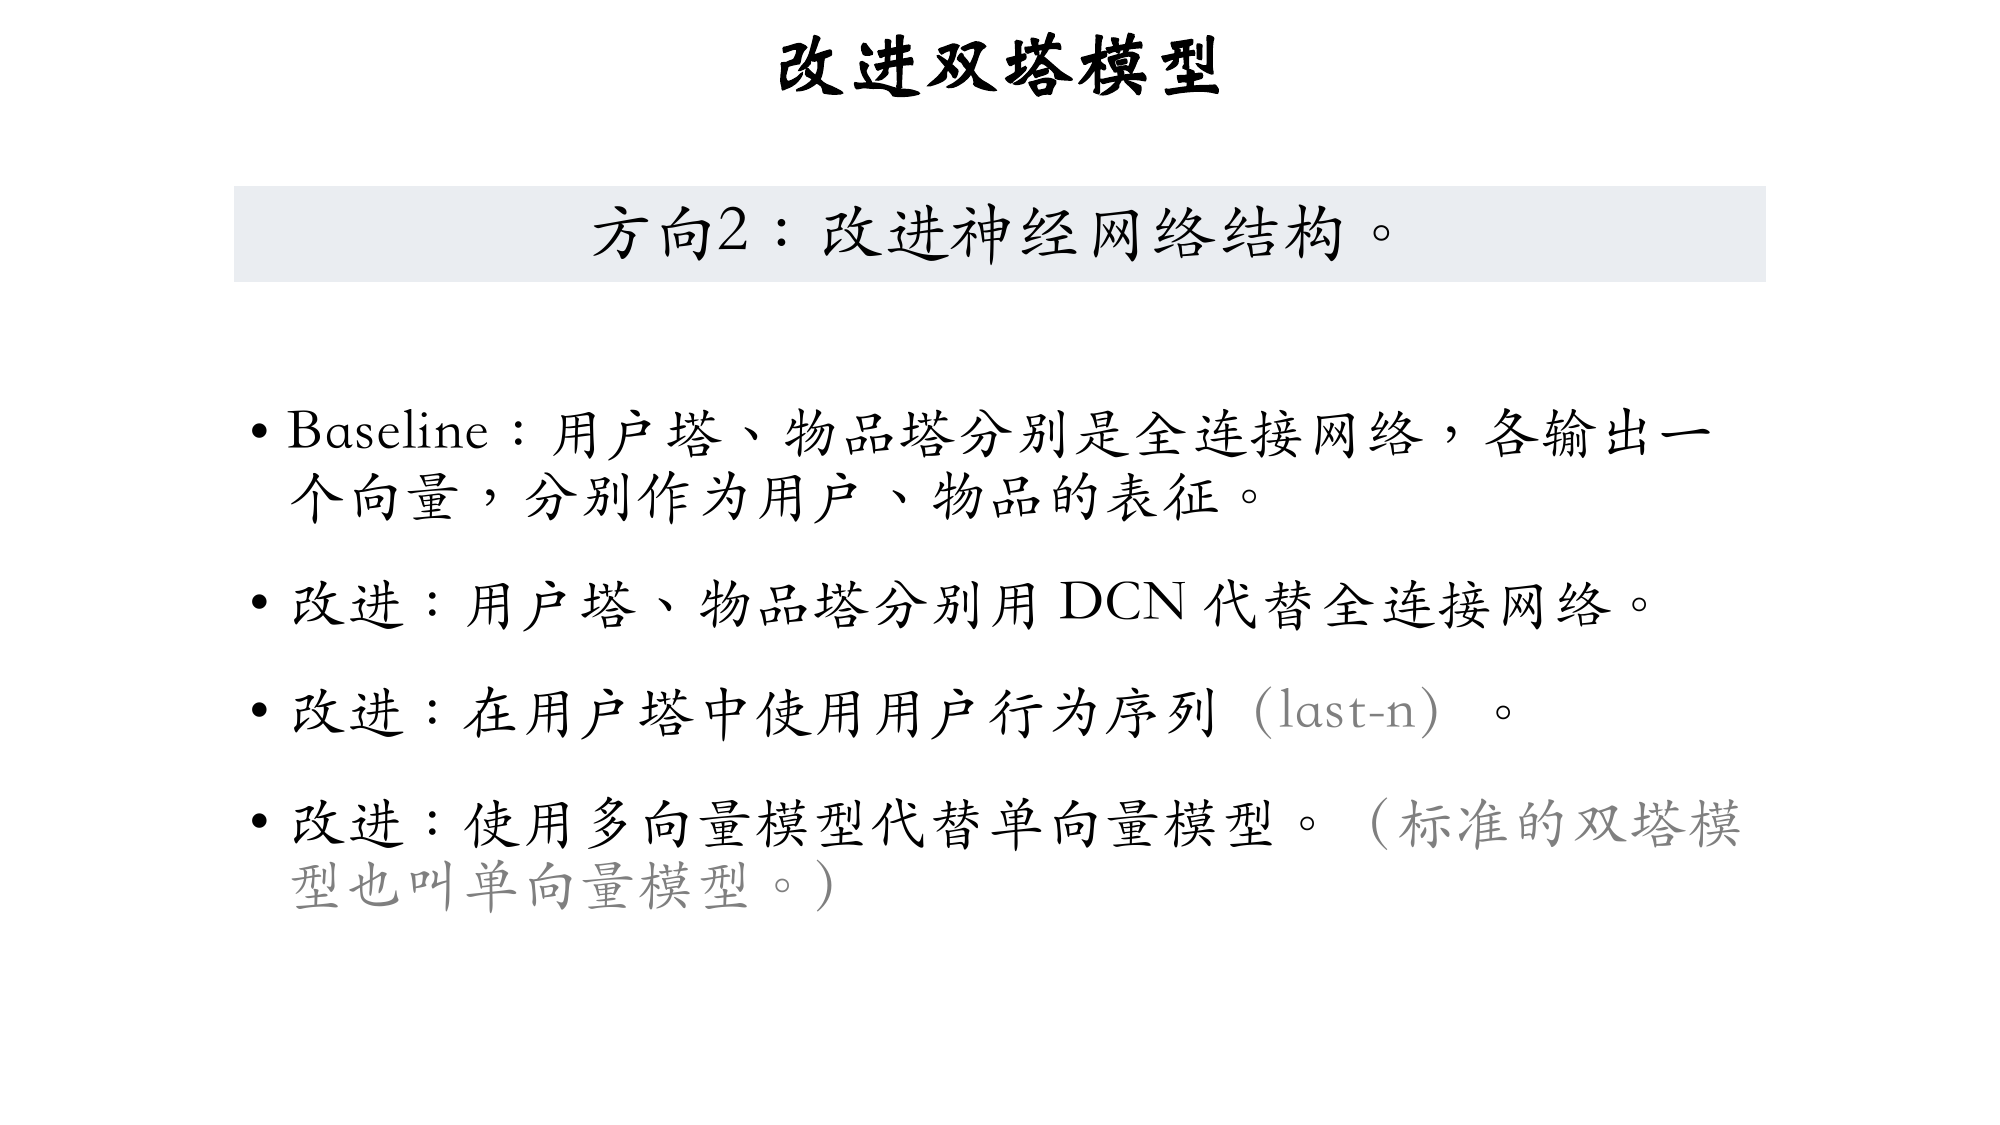 改进双塔模型
方向2：改进神经网络结构。
• Baseline：用户塔、物品塔分别是全连接网络，各输出一
个向量，分别作为用户、物品的表征。
• 改进：用户塔、物品塔分别用 DCN 代替全连接网络。
• 改进：在用户塔中使用用户行为序列（last-n）。
• 改进：使用多向量模型代替单向量模型。（标准的双塔模
型也叫单向量模型。）